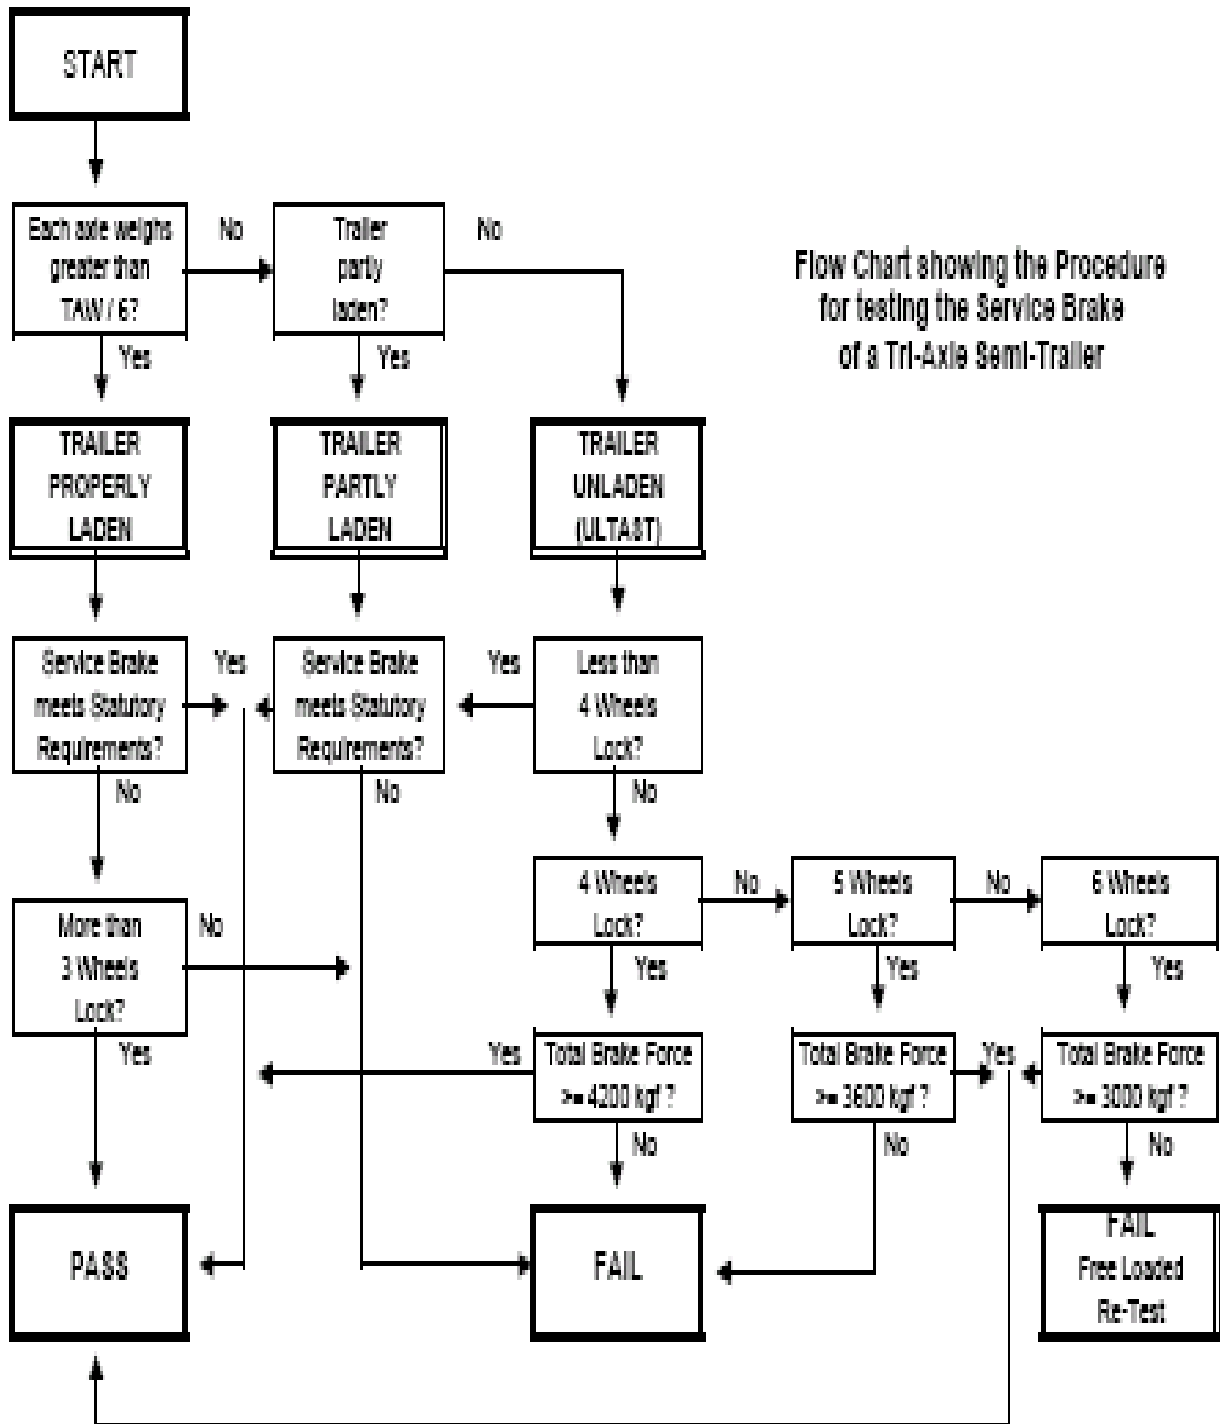 START
Each axle weighs
greater than
TAW / 6?
No
Trailer
partly
laden?
No
Flow Chart showing the Procedure
for testing the Service Brake
of a Tri-Axle Semi-Trailer
Yes
Yes
TRAILER
PROPERLY
LADEN
TRAILER
PARTLY
LADEN
TRAILER
UNLADEN
(ULTAST)
Service Brake
meets Statutory
Requirements?
Yes
Service Brake
meets Statutory
Requirements?
Yes
Less than
4 Wheels
Lock?
No
No
No
4 Wheels
Lock?
No
5 Wheels
Lock?
No
6 Wheels
Lock?
More than
3 Wheels
Lock?
No
Yes
Yes
Yes
Yes
Yes
Total Brake Force
>= 4200 kgf ?
Total Brake Force
>= 3600 kgf ?
Yes
Total Brake Force
>= 3000 kgf ?
No
No
No
PASS
FAIL
FAIL
Free Loaded
Re-Test